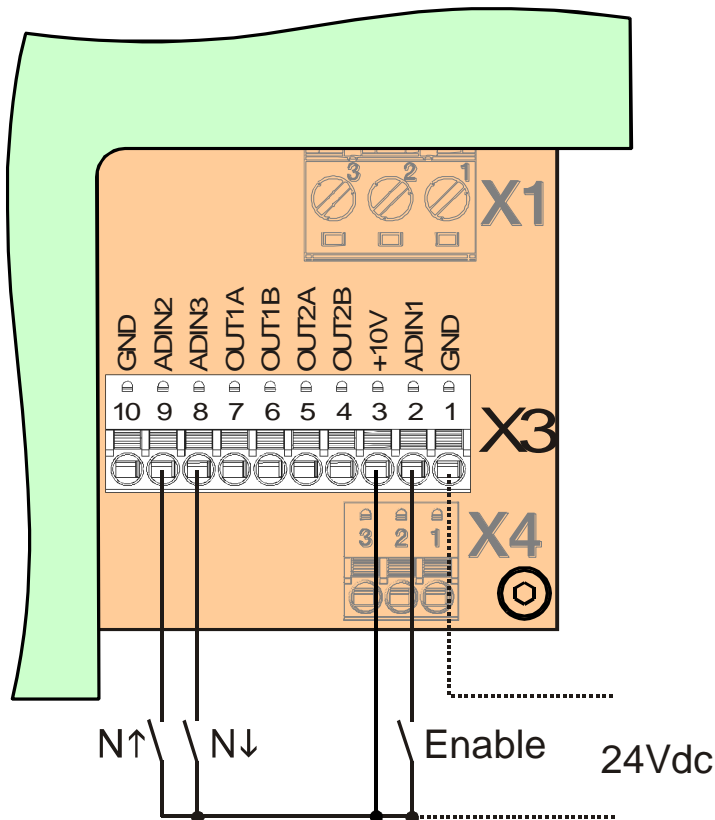 3 2 1
X1
GND ADIN2 ADIN3 OUT1A OUT1B OUT2A OUT2B +10V ADIN1 GND
10 9 8 7 6 5 4 3 2 1
X3
3 2 1
X4
N↑ N↓ Enable
24Vdc